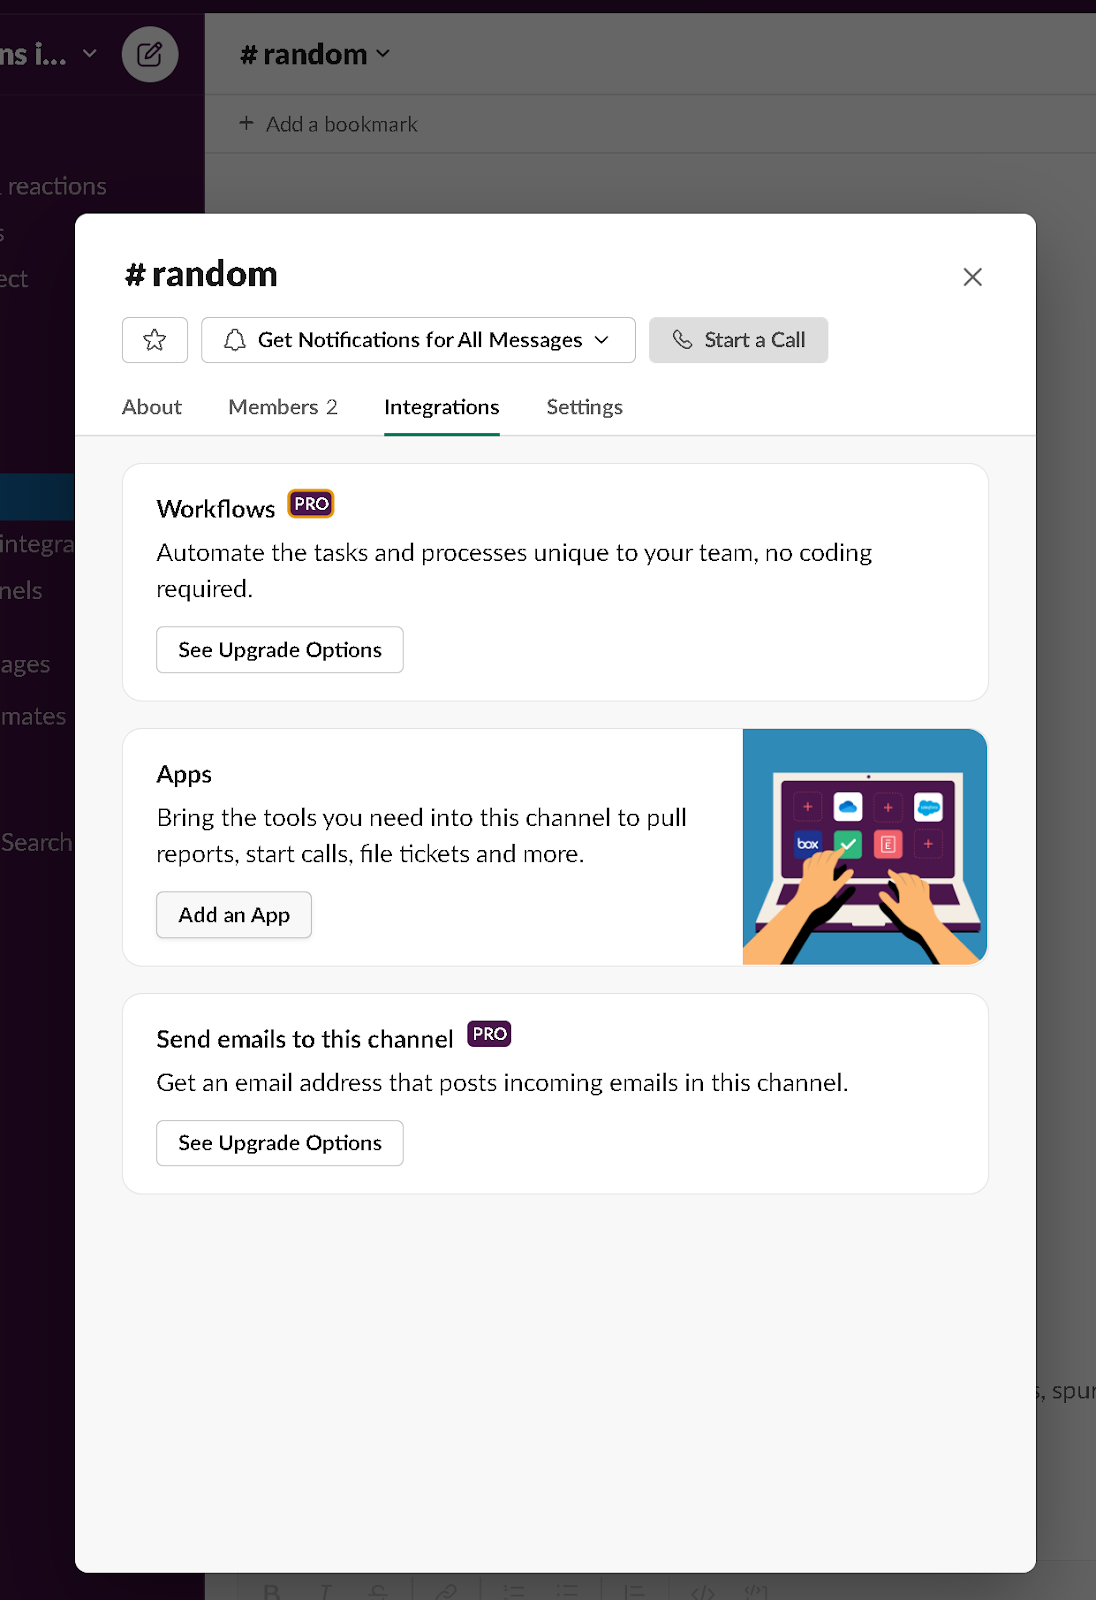 ns i...
# random
+ Add a bookmark
reactions
ect
# random
Get Notifications for All Messages
Start a Call
About
Members 2
Integrations
Settings
Workflows PRO
Automate the tasks and processes unique to your team, no coding
required.
See Upgrade Options
integra
nels
ages
mates
Apps
Bring the tools you need into this channel to pull
reports, start calls, file tickets and more.
Add an App
box
Search
Send emails to this channel PRO
Get an email address that posts incoming emails in this channel.
See Upgrade Options
s, spur